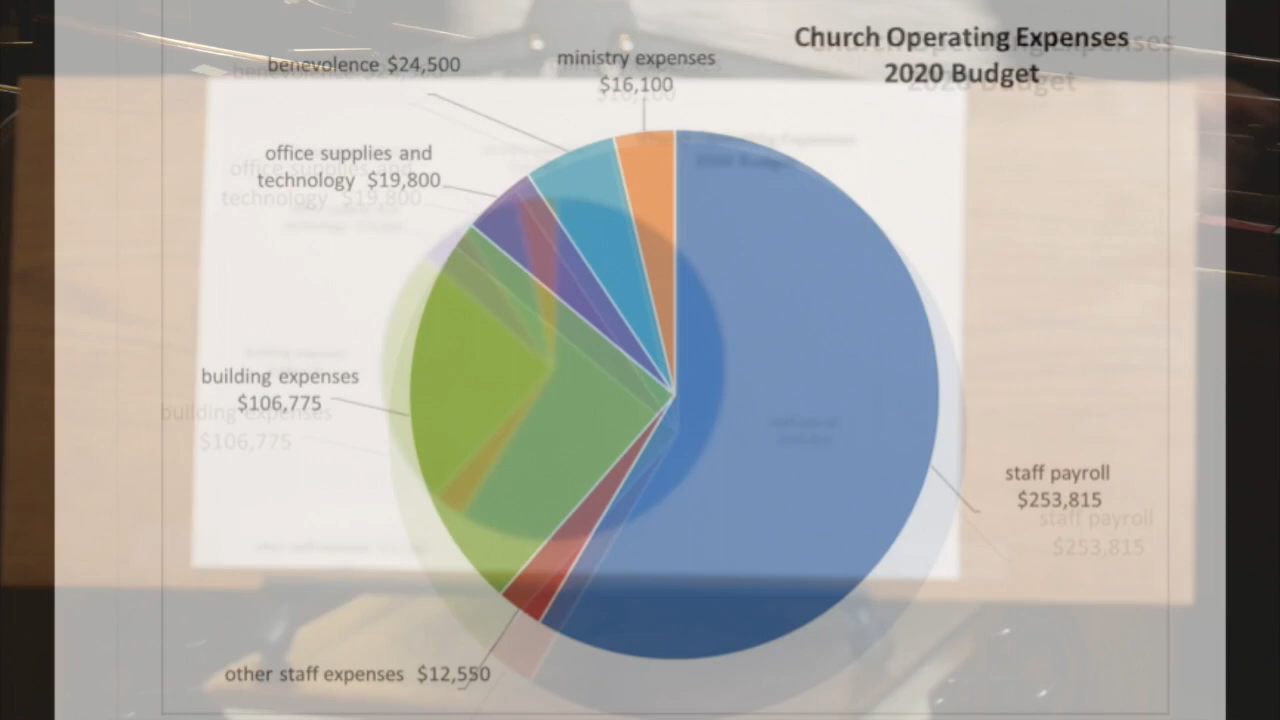 Church Operating Expenses
2020 Budget
benevolence $24,500
ministry expenses
$16,100
office supplies and
technology $19,800
building expenses
$106,775
staff payroll
$253,815
other staff expenses $12,550